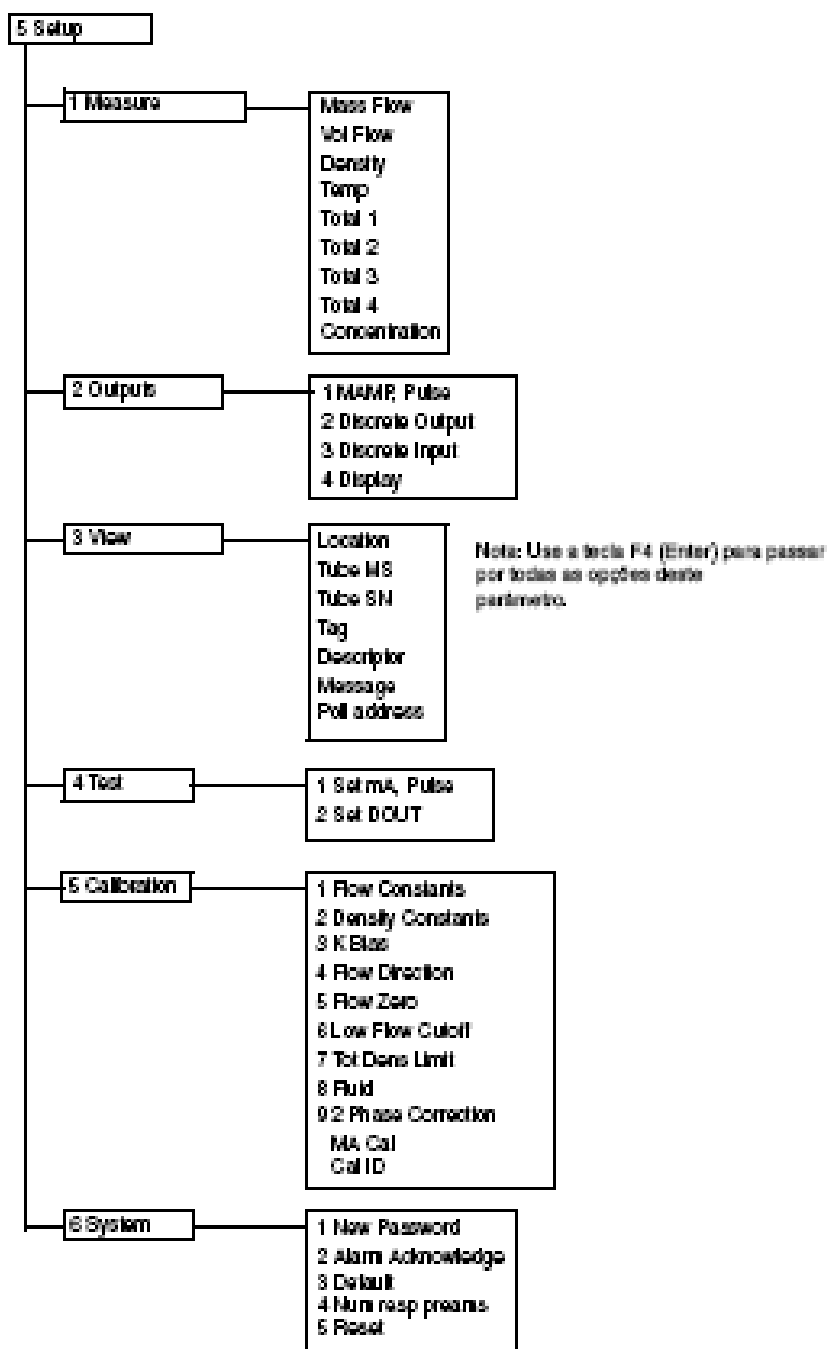 5 Setup
1 Measure
Mass Flow
Vol Flow
Density
Temp
Total 1
Total 2
Total 3
Total 4
Concentration
2 Outputs
1 MAMP, Pulse
2 Discrete Output
3 Discrete Input
4 Display
3 View
Location
Tube MS
Tube SN
Tag
Descriptor
Message
Poll address
Nota: Use a tecla F4 (Enter) para passar
por todas as opções deste
parâmetro.
4 Test
1 Set mA, Pulse
2 Set DOUT
5 Calibration
1 Flow Constants
2 Density Constants
3 K Bias
4 Flow Direction
5 Flow Zero
6 Low Flow Cutoff
7 Tot Dens Limit
8 Fluid
9 2 Phase Correction
MA Cal
Cal ID
6 System
1 New Password
2 Alarm Acknowledge
3 Default
4 Num resp preams
5 Reset